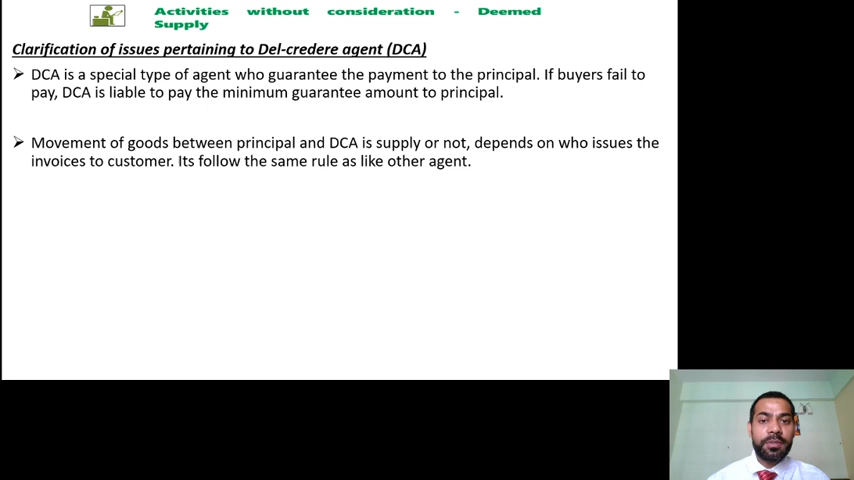 Activities without consideration - Deemed
Supply
Clarification of issues pertaining to Del-credere agent (DCA)
➢ DCA is a special type of agent who guarantee the payment to the principal. If buyers fail to
pay, DCA is liable to pay the minimum guarantee amount to principal.
➢ Movement of goods between principal and DCA is supply or not, depends on who issues the
invoices to customer. Its follow the same rule as like other agent.